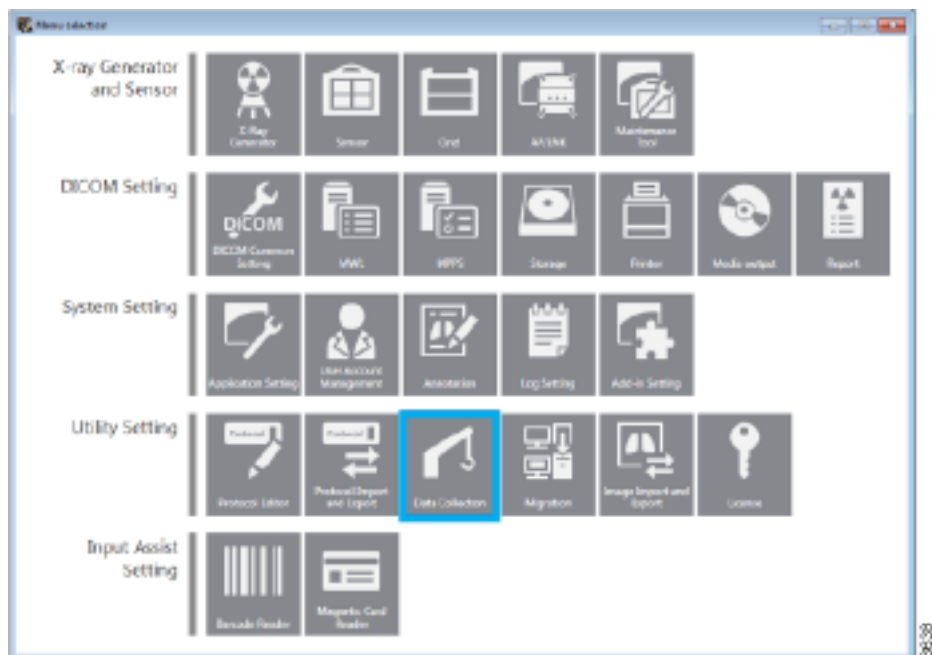 Menu selection
X-ray Generator
and Sensor
X-Ray
Generator
Sensor
Grid
AP/LINK
Maintenance
Tool
DICOM Setting
DICOM
DICOM Common
Setting
MWL
MPPS
Storage
Printer
Media output
Report
System Setting
Application Setting
User Account
Management
Annotation
Log Setting
Add-in Setting
Utility Setting
Protocol
Protocol Editor
Protocol
Protocol Import
and Export
Data Collection
Migration
Image Import and
Export
License
Input Assist
Setting
Barcode Reader
Magnetic Card
Reader